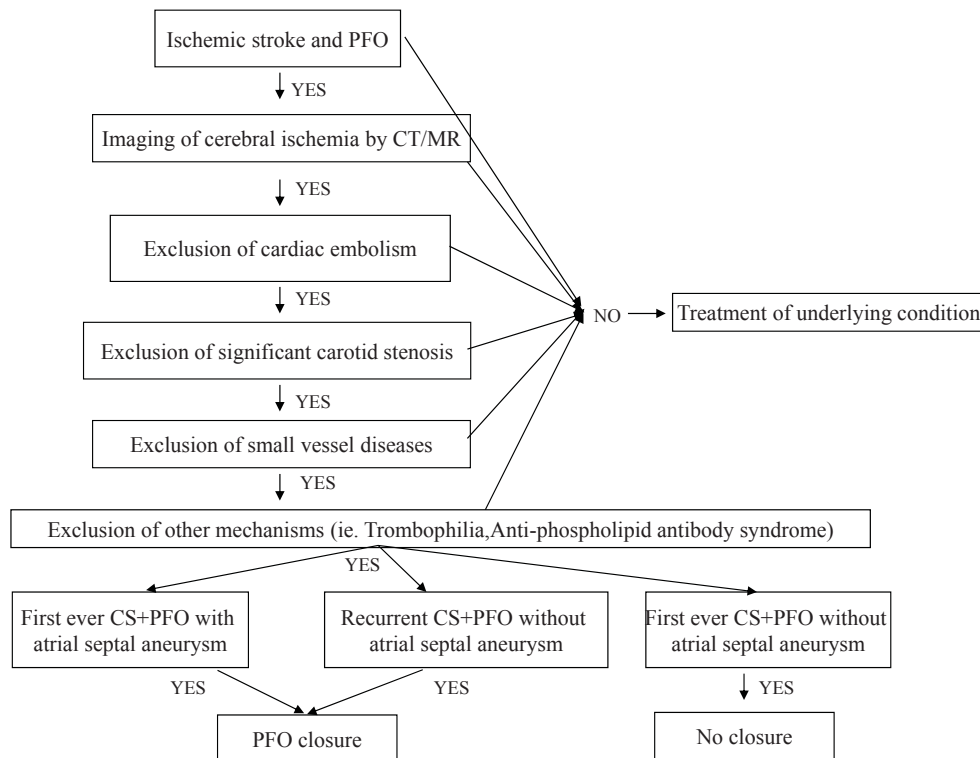 Ischemic stroke and PFO
YES
Imaging of cerebral ischemia by CT/MR
YES
Exclusion of cardiac embolism
YES
NO
Treatment of underlying condition
Exclusion of significant carotid stenosis
YES
Exclusion of small vessel diseases
YES
Exclusion of other mechanisms (ie. Trombophilia,Anti-phospholipid antibody syndrome)
YES
First ever CS+PFO with
atrial septal aneurysm
Recurrent CS+PFO without
atrial septal aneurysm
First ever CS+PFO without
atrial septal aneurysm
YES
YES
YES
PFO closure
No closure